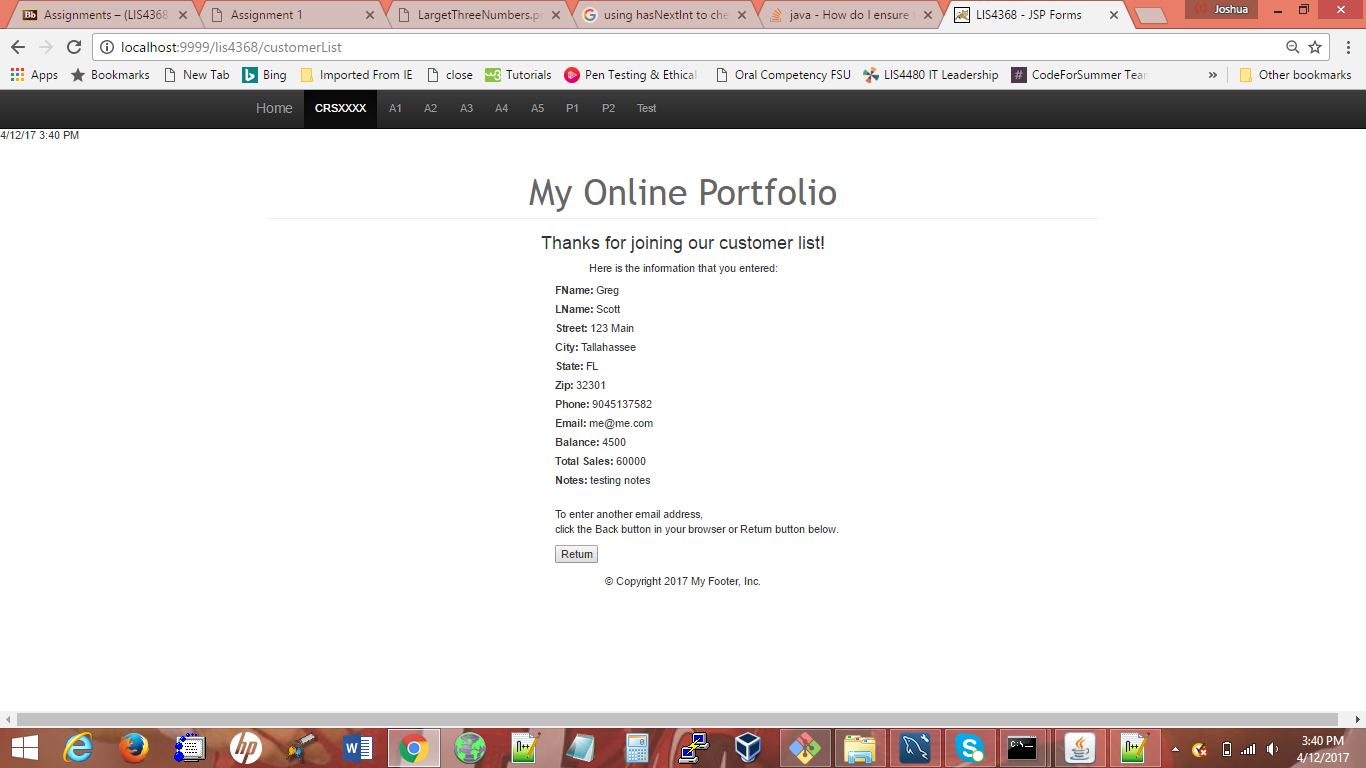 Assignments – (LIS4368
Assignment 1
LargetThreeNumbers.p
using hasNextInt to che
java - How do I ensure
LIS4368 - JSP Forms
Joshua
localhost:9999/lis4368/customerList
Apps
Bookmarks
New Tab
Bing
Imported From IE
close
Tutorials
Pen Testing & Ethical
Oral Competency FSU
LIS4480 IT Leadership
CodeForSummer Tea
»
Other bookmarks
Home
CRSXXXX
A1
A2
A3
A4
A5
P1
P2
Test
4/12/17 3:40 PM
My Online Portfolio
Thanks for joining our customer list!
Here is the information that you entered:
FName: Greg
LName: Scott
Street: 123 Main
City: Tallahassee
State: FL
Zip: 32301
Phone: 9045137582
Email: me@me.com
Balance: 4500
Total Sales: 60000
Notes: testing notes
To enter another email address,
click the Back button in your browser or Return button below.
Return
© Copyright 2017 My Footer, Inc.
3:40 PM
4/12/2017